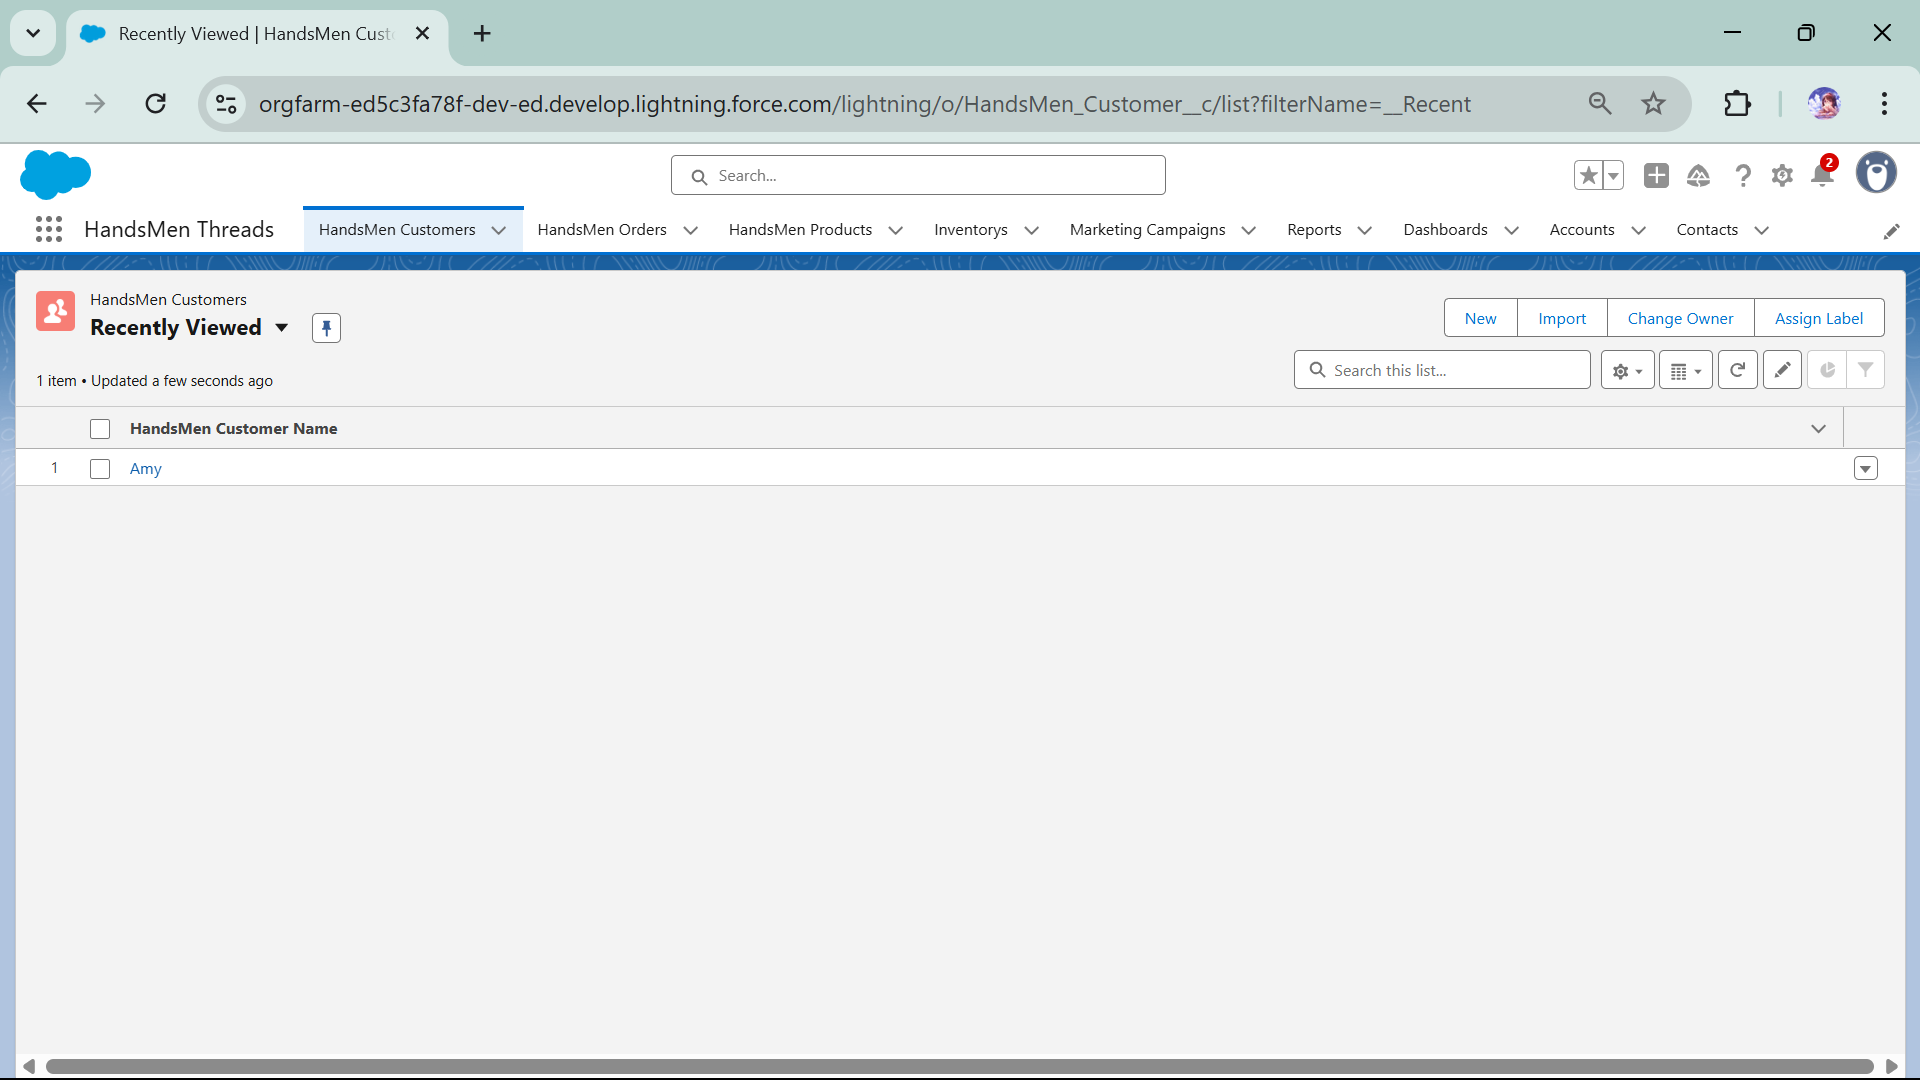 Recently Viewed | HandsMen Cust
orgfarm-ed5c3fa78f-dev-ed.develop.lightning.force.com/lightning/o/HandsMen_Customer__c/list?filterName=__Recent
Search...
2
HandsMen Threads
HandsMen Customers
HandsMen Orders
HandsMen Products
Inventorys
Marketing Campaigns
Reports
Dashboards
Accounts
Contacts
HandsMen Customers
Recently Viewed
New
Import
Change Owner
Assign Label
1 item • Updated a few seconds ago
Search this list...
HandsMen Customer Name
1
Amy